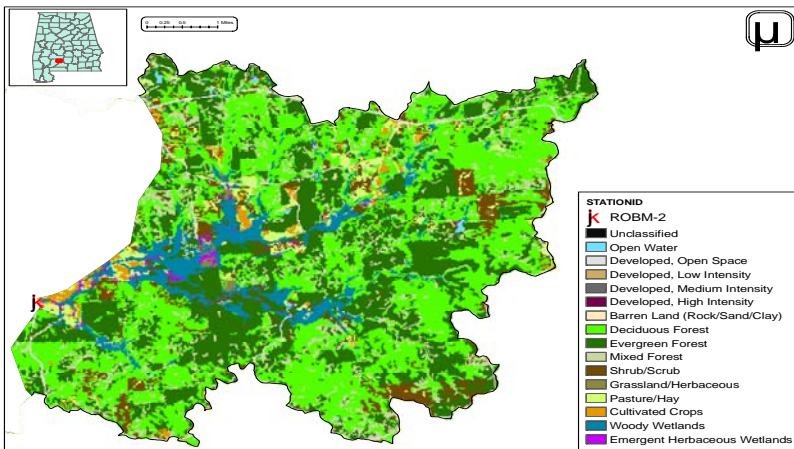 0 0.25 0.5 1 Miles
µ
STATIONID
jk ROBM-2
Unclassified
Open Water
Developed, Open Space
Developed, Low Intensity
Developed, Medium Intensity
Developed, High Intensity
Barren Land (Rock/Sand/Clay)
Deciduous Forest
Evergreen Forest
Mixed Forest
Shrub/Scrub
Grassland/Herbaceous
Pasture/Hay
Cultivated Crops
Woody Wetlands
Emergent Herbaceous Wetlands
jk